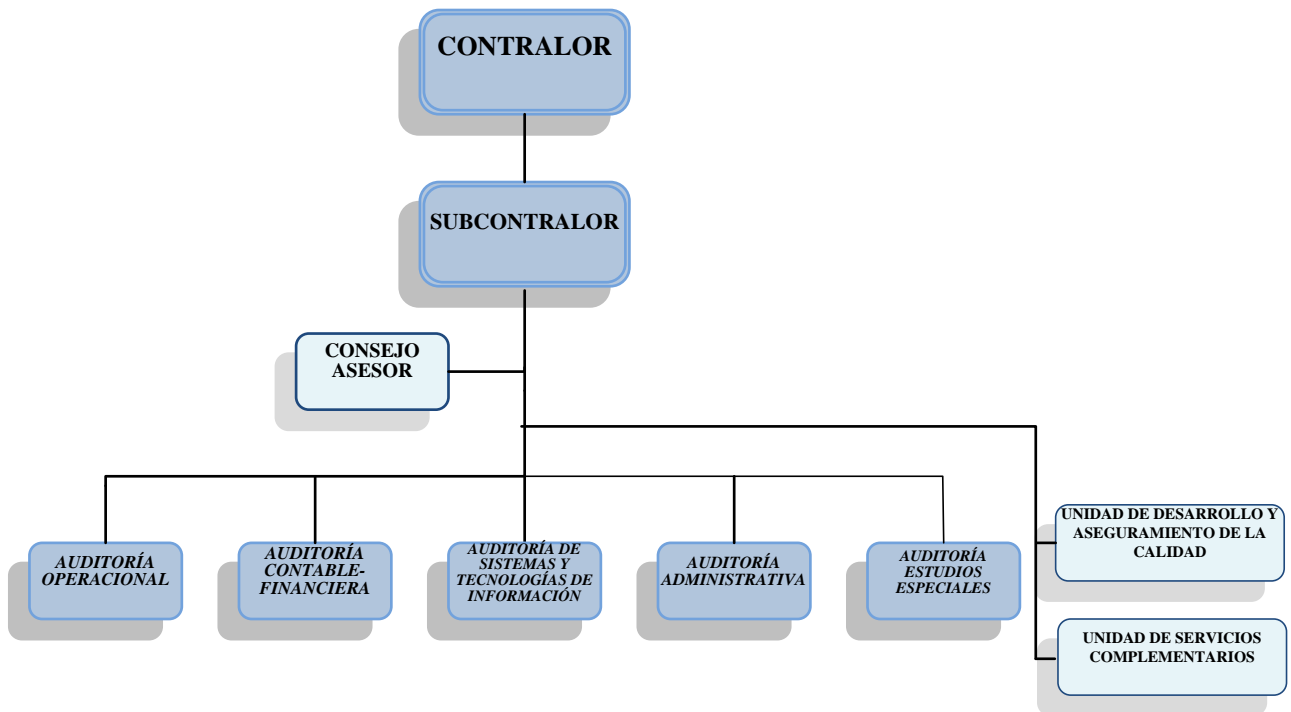 CONTRALOR
SUBCONTRALOR
CONSEJO
ASESOR
AUDITORÍA
OPERACIONAL
AUDITORÍA
CONTABLE-
FINANCIERA
AUDITORÍA DE
SISTEMAS Y
TECNOLOGÍAS DE
INFORMACIÓN
AUDITORÍA
ADMINISTRATIVA
AUDITORÍA
ESTUDIOS
ESPECIALES
UNIDAD DE DESARROLLO Y
ASEGURAMIENTO DE LA
CALIDAD
UNIDAD DE SERVICIOS
COMPLEMENTARIOS